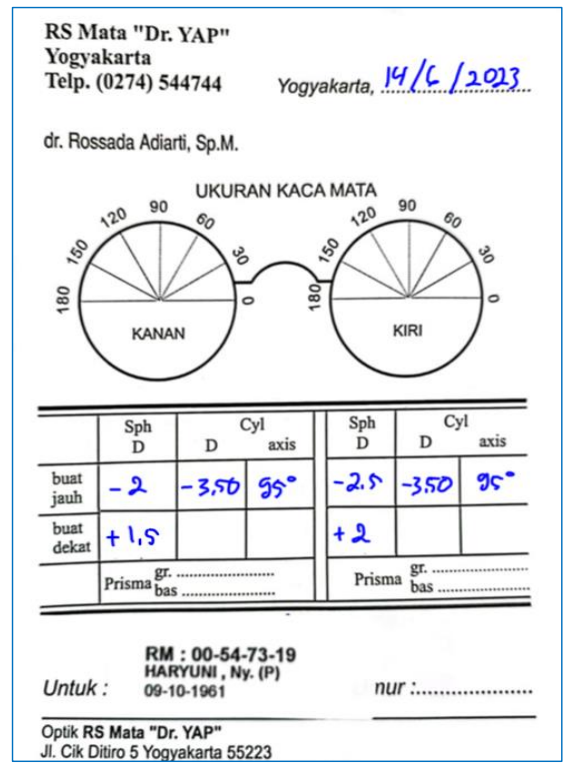 RS Mata "Dr. YAP"
Yogyakarta
Telp. (0274) 544744
Yogyakarta, 14/6/2023
dr. Rossada Adiarti, Sp.M.
UKURAN KACA MATA
180 150 120 90 60 30 0
KANAN
180 150 120 90 60 30 0
KIRI
Sph Cyl Sph Cyl
D D axis D D axis
buat jauh -2 -3,50 95° -2.5 -3,50 95°
buat dekat +1,5 +2
Prisma gr. ........................ Prisma gr. ........................
bas ........................ bas ........................
RM : 00-54-73-19
HARYUNI , Ny. (P)
Untuk : 09-10-1961 nur :......................
Optik RS Mata "Dr. YAP"
Jl. Cik Ditiro 5 Yogyakarta 55223